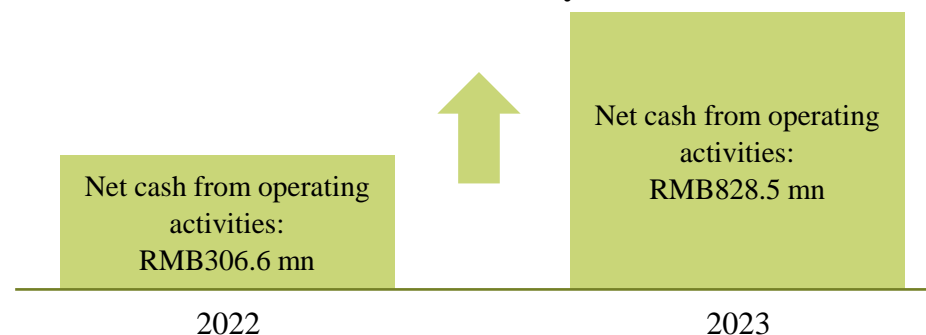 Net cash from operating
activities:
RMB306.6 mn
Net cash from operating
activities:
RMB828.5 mn
2022
2023